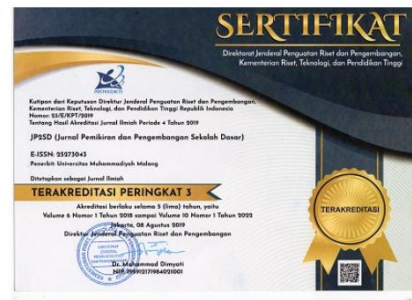 SERTIFIKAT
Direktorat Jenderal Penguatan Riset dan Pengembangan,
Kementerian Riset, Teknologi, dan Pendidikan Tinggi
RISTEKDIKTI
Kutipan dari Keputusan Direktur Jenderal Penguatan Riset dan Pengembangan,
Kementerian Riset, Teknologi, dan Pendidikan Tinggi Republik Indonesia
Nomor: 23/E/KPT/2019
Tentang Hasil Akreditasi Jurnal Ilmiah Periode 4 Tahun 2019
JP2SD (Jurnal Pemikiran dan Pengembangan Sekolah Dasar)
E-ISSN: 25273043
Penerbit Universitas Muhammadiyah Malang
Ditetapkan sebagai Jurnal Ilmiah
TERAKREDITASI PERINGKAT 3
Akreditasi berlaku selama 5 (lima) tahun, yaitu
Volume 6 Nomor 1 Tahun 2018 sampai Volume 10 Nomor 1 Tahun 2022
Jakarta, 08 Agustus 2019
Direktur Jenderal Penguatan Riset dan Pengembangan
Dr. Muhammad Dimyati
NIP. 195912171984021001
TERAKREDITASI